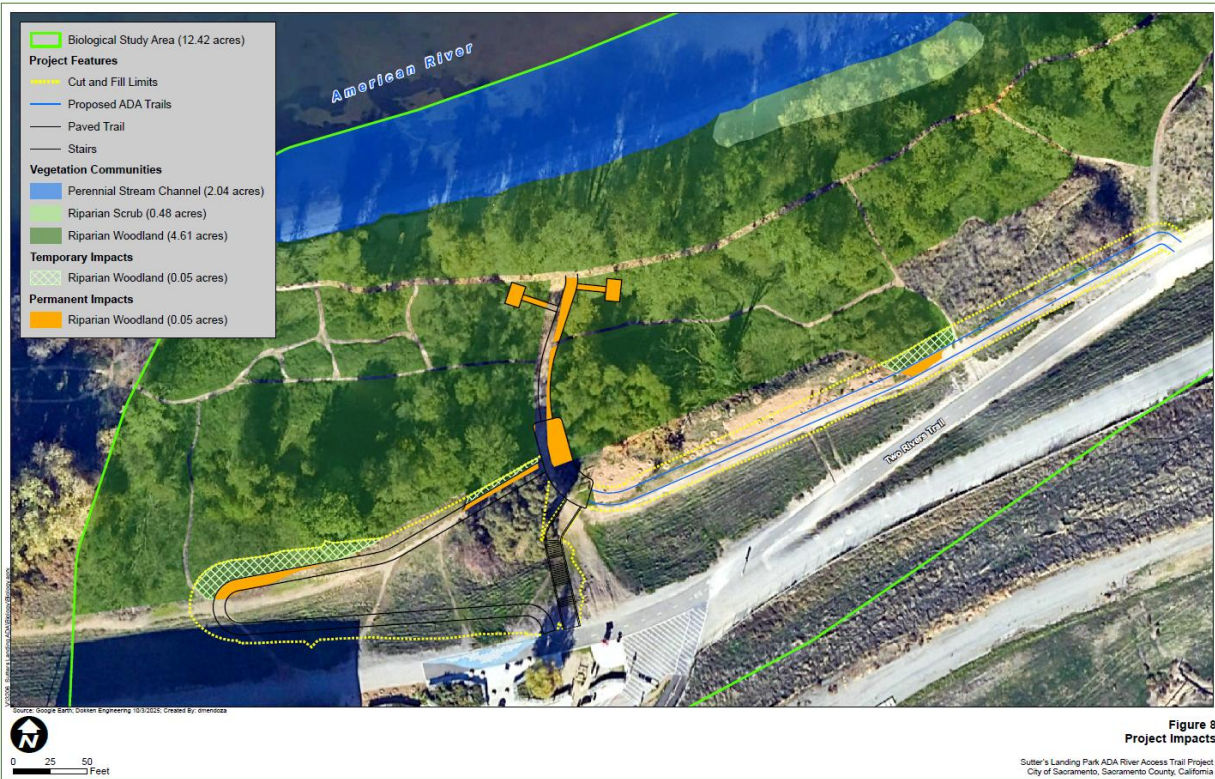 Biological Study Area (12.42 acres)
Project Features
Cut and Fill Limits
Proposed ADA Trails
Paved Trail
Stairs
Vegetation Communities
Perennial Stream Channel (2.04 acres)
Riparian Scrub (0.48 acres)
Riparian Woodland (4.61 acres)
Temporary Impacts
Riparian Woodland (0.05 acres)
Permanent Impacts
Riparian Woodland (0.05 acres)
American River
Two Rivers Trail
Source: Google Earth; Dokken Engineering 10/3/2025; Created By: dmendoza
N
0 25 50
Feet
Figure 8
Project Impacts
Sutter's Landing Park ADA River Access Trail Project
City of Sacramento, Sacramento County, California